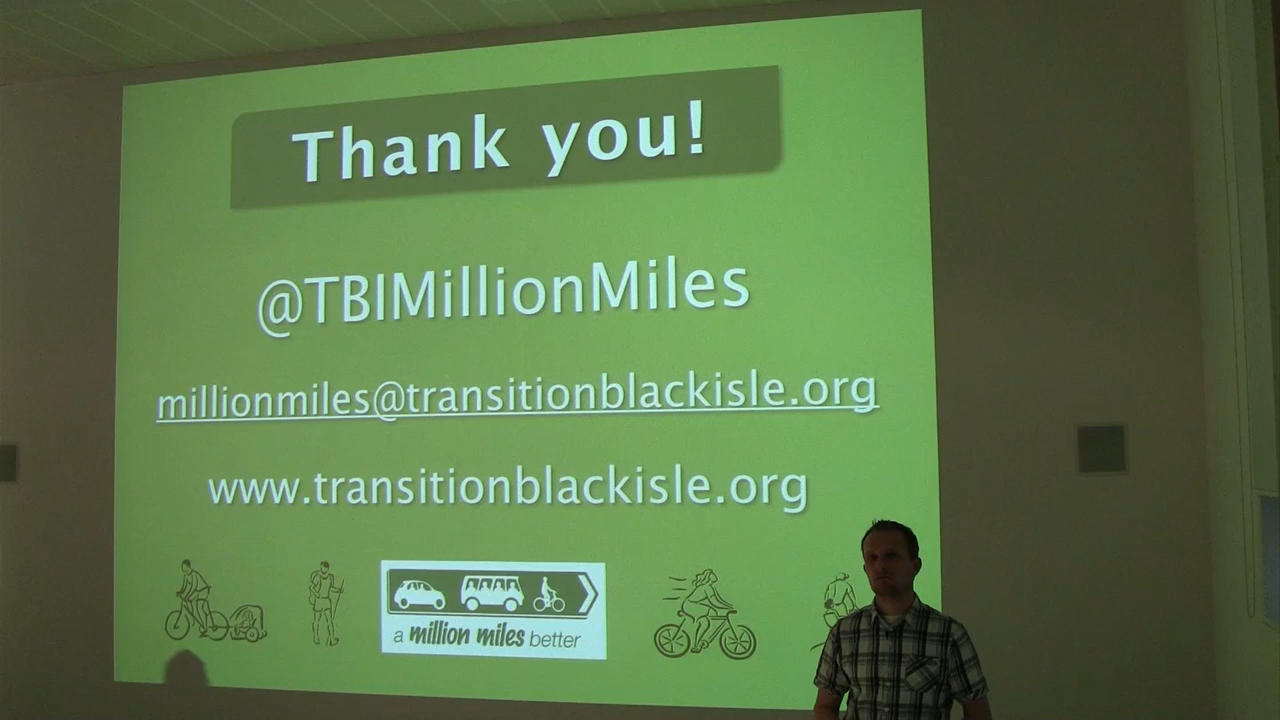 Thank you!
@TBIMillionMiles
millionmiles@transitionblackisle.org
www.transitionblackisle.org
a million miles better